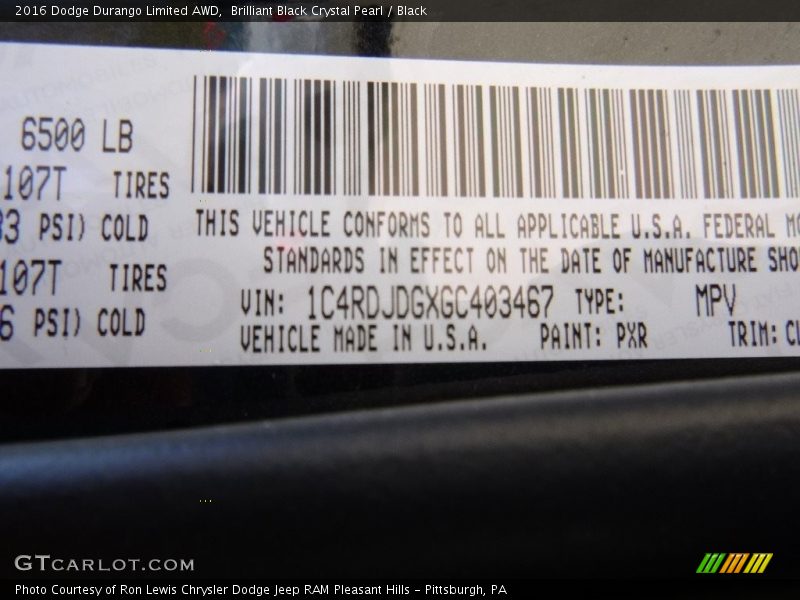 2016 Dodge Durango Limited AWD,  Brilliant Black Crystal Pearl / Black
6500 LB
107T TIRES
PSI) COLD
107T TIRES
PSI) COLD
THIS VEHICLE CONFORMS TO ALL APPLICABLE U.S.A. FEDERAL
STANDARDS IN EFFECT ON THE DATE OF MANUFACTURE
VIN: 1C4RDJDGXGC403467 TYPE: MPV
VEHICLE MADE IN U.S.A. PAINT: PXR TRIM:
GTCARLOT.COM
Photo Courtesy of Ron Lewis Chrysler Dodge Jeep RAM Pleasant Hills - Pittsburgh, PA